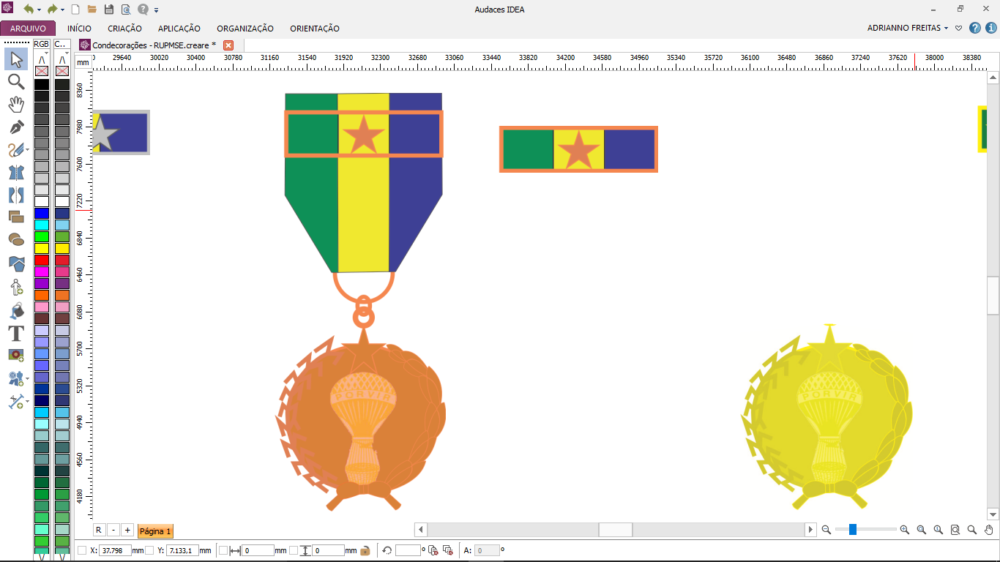 Audaces IDEA
ARQUIVO INÍCIO CRIAÇÃO APLICAÇÃO ORGANIZAÇÃO ORIENTAÇÃO ADRIANNO FREITAS
RGB C... Condecorações - RUPMSE.creare *
mm 29640 30020 30400 30780 31160 31540 31920 32300 32680 33060 33440 33820 34200 34580 34960 35340 35720 36100 36480 36860 37240 37620 38000 38380
8360
7980
7600
7220
6840
6460
6080
5700
5320
4940
4560
4180
PORVIR
PORVIR
R - + Página 1
X: 37.798 mm Y: 7.133,1 mm 0 mm 0 mm º A: 0 º